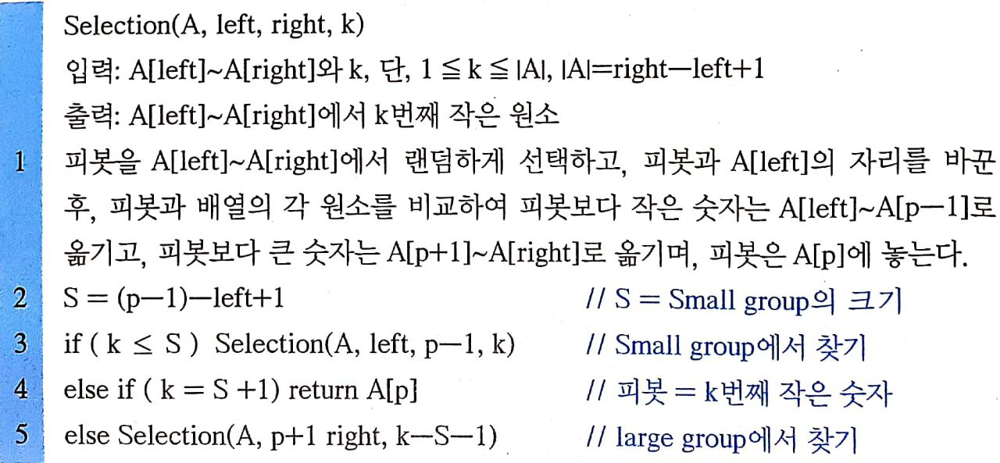 Selection(A, left, right, k)
입력: A[left]~A[right]와 k, 단, 1 ≦ k ≦ |A|, |A|=right−left+1
출력: A[left]~A[right]에서 k번째 작은 원소
1 피봇을 A[left]~A[right]에서 랜덤하게 선택하고, 피봇과 A[left]의 자리를 바꾼
후, 피봇과 배열의 각 원소를 비교하여 피봇보다 작은 숫자는 A[left]~A[p−1]로
옮기고, 피봇보다 큰 숫자는 A[p+1]~A[right]로 옮기며, 피봇은 A[p]에 놓는다.
2 S = (p−1)−left+1 // S = Small group의 크기
3 if ( k ≤ S ) Selection(A, left, p−1, k) // Small group에서 찾기
4 else if ( k = S +1) return A[p] // 피봇 = k번째 작은 숫자
5 else Selection(A, p+1 right, k−S−1) // large group에서 찾기